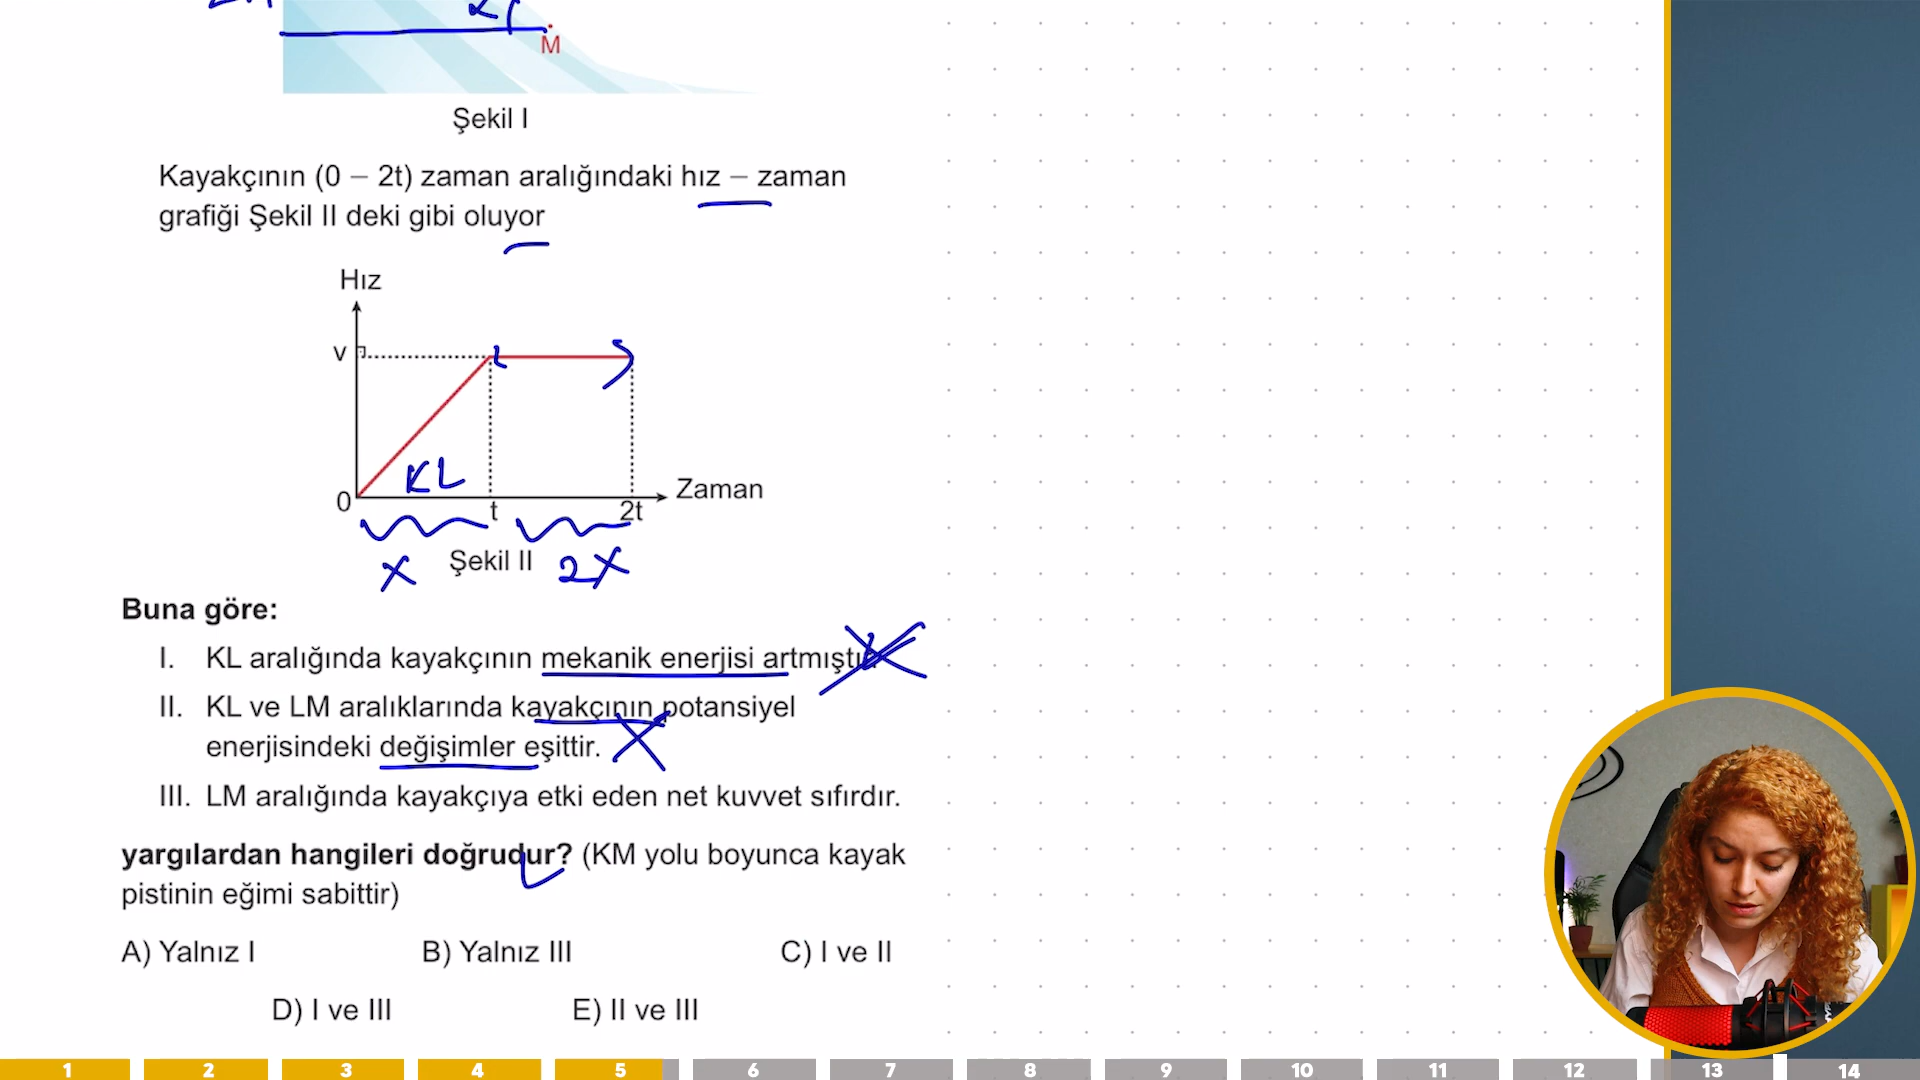 M
Şekil I
Kayakçının (0 – 2t) zaman aralığındaki hız – zaman
grafiği Şekil II deki gibi oluyor
Hız
v
KL
0
t
2t
Zaman
x
Şekil II
2x
Buna göre:
I. KL aralığında kayakçının mekanik enerjisi artmıştır.
II. KL ve LM aralıklarında kayakçının potansiyel
enerjisindeki değişimler eşittir.
III. LM aralığında kayakçıya etki eden net kuvvet sıfırdır.
yargılardan hangileri doğrudur? (KM yolu boyunca kayak
pistinin eğimi sabittir)
A) Yalnız I B) Yalnız III C) I ve II
D) I ve III E) II ve III
1 2 3 4 5 6 7 8 9 10 11 12 13 14